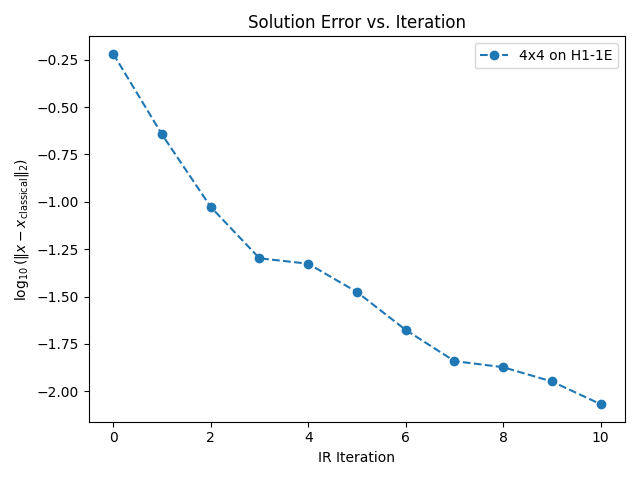 Solution Error vs. Iteration
4x4 on H1-1E
log₁₀(‖x − x_classical‖₂)
−0.25
−0.50
−0.75
−1.00
−1.25
−1.50
−1.75
−2.00
0 2 4 6 8 10
IR Iteration